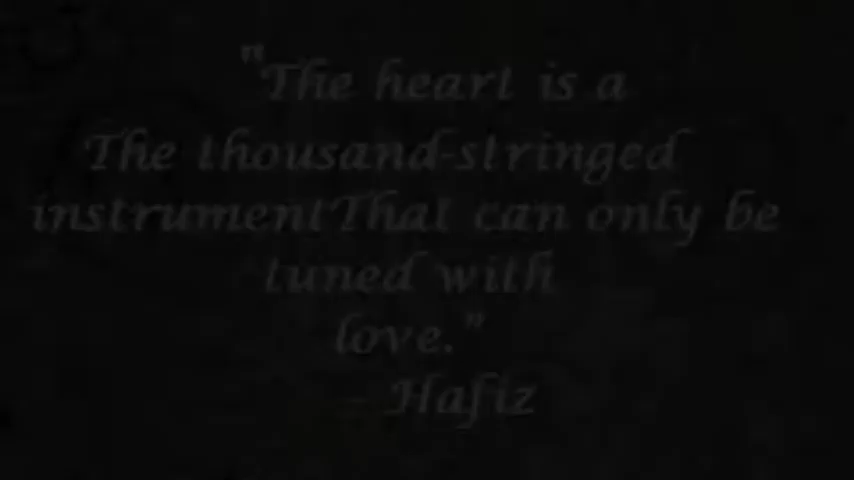 "The heart is a
The thousand-stringed
instrumentThat can only be
tuned with
love."
- Hafiz